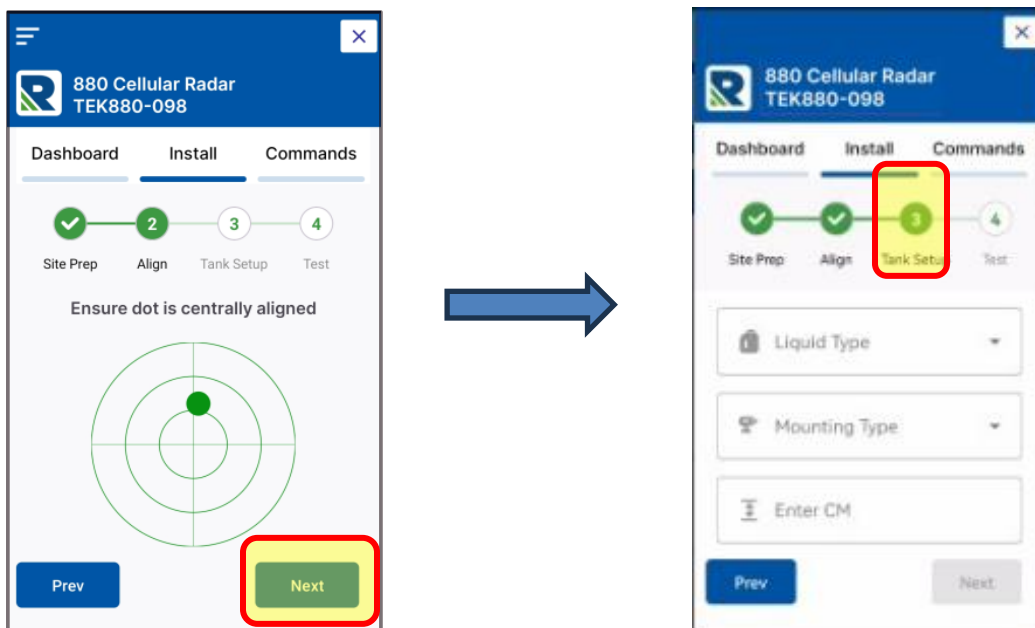 880 Cellular Radar
TEK880-098
Dashboard Install Commands
2 3 4
Site Prep Align Tank Setup Test
Ensure dot is centrally aligned
Prev Next
880 Cellular Radar
TEK880-098
Dashboard Install Commands
3 4
Site Prep Align Tank Setup Test
Liquid Type
Mounting Type
Enter CM
Prev Next